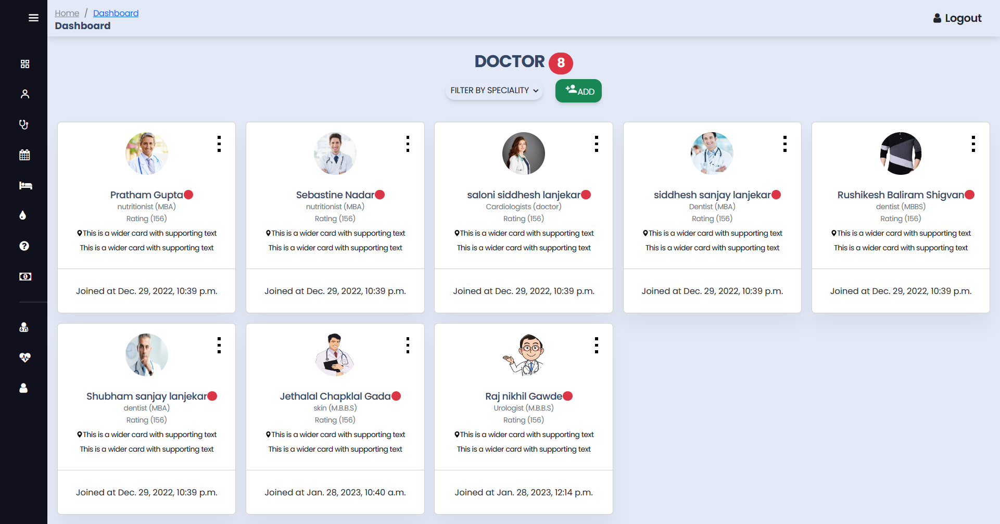 Home / Dashboard
Dashboard
Logout
DOCTOR 8
FILTER BY SPECIALITY
ADD
Pratham Gupta
nutritionist (MBA)
Rating (156)
This is a wider card with supporting text
This is a wider card with supporting text
Joined at Dec. 29, 2022, 10:39 p.m.
Sebastine Nadar
nutritionist (MBA)
Rating (156)
This is a wider card with supporting text
This is a wider card with supporting text
Joined at Dec. 29, 2022, 10:39 p.m.
saloni siddhesh lanjekar
Cardiologists (doctor)
Rating (156)
This is a wider card with supporting text
This is a wider card with supporting text
Joined at Dec. 29, 2022, 10:39 p.m.
siddhesh sanjay lanjekar
Dentist (MBA)
Rating (156)
This is a wider card with supporting text
This is a wider card with supporting text
Joined at Dec. 29, 2022, 10:39 p.m.
Rushikesh Baliram Shigvan
dentist (MBBS)
Rating (156)
This is a wider card with supporting text
This is a wider card with supporting text
Joined at Dec. 29, 2022, 10:39 p.m.
Shubham sanjay lanjekar
dentist (MBA)
Rating (156)
This is a wider card with supporting text
This is a wider card with supporting text
Joined at Dec. 29, 2022, 10:39 p.m.
Jethalal Chapklal Gada
skin (M.B.B.S)
Rating (156)
This is a wider card with supporting text
This is a wider card with supporting text
Joined at Jan. 28, 2023, 10:40 a.m.
Raj nikhil Gawde
Urologist (M.B.B.S)
Rating (156)
This is a wider card with supporting text
This is a wider card with supporting text
Joined at Jan. 28, 2023, 12:14 p.m.